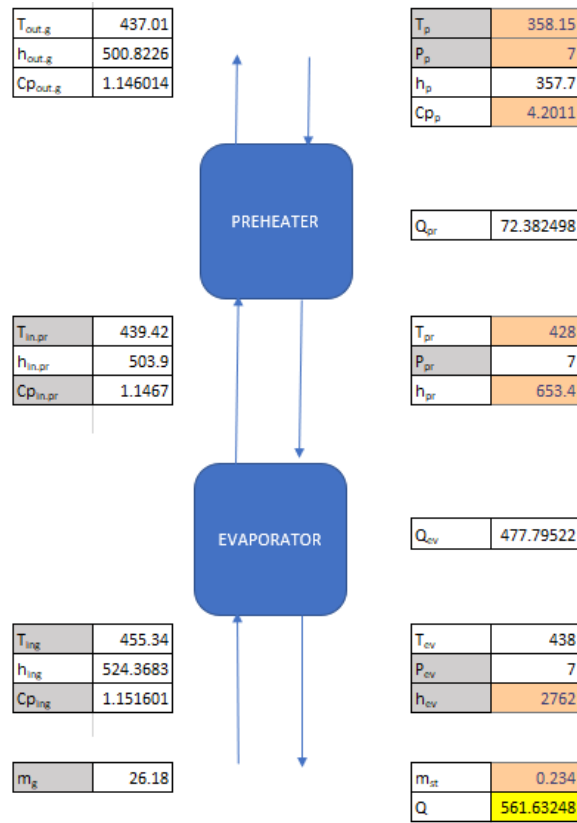 Tout.g 437.01
hout.g 500.8226
Cpout.g 1.146014
Tp 358.15
Pp 7
hp 357.7
Cpp 4.2011
PREHEATER
Qpr 72.382498
Tin.pr 439.42
hin.pr 503.9
Cpin.pr 1.1467
Tpr 428
Ppr 7
hpr 653.4
EVAPORATOR
Qev 477.79522
Ting 455.34
hing 524.3683
Cping 1.151601
Tev 438
Pev 7
hev 2762
mg 26.18
mst 0.234
Q 561.63248